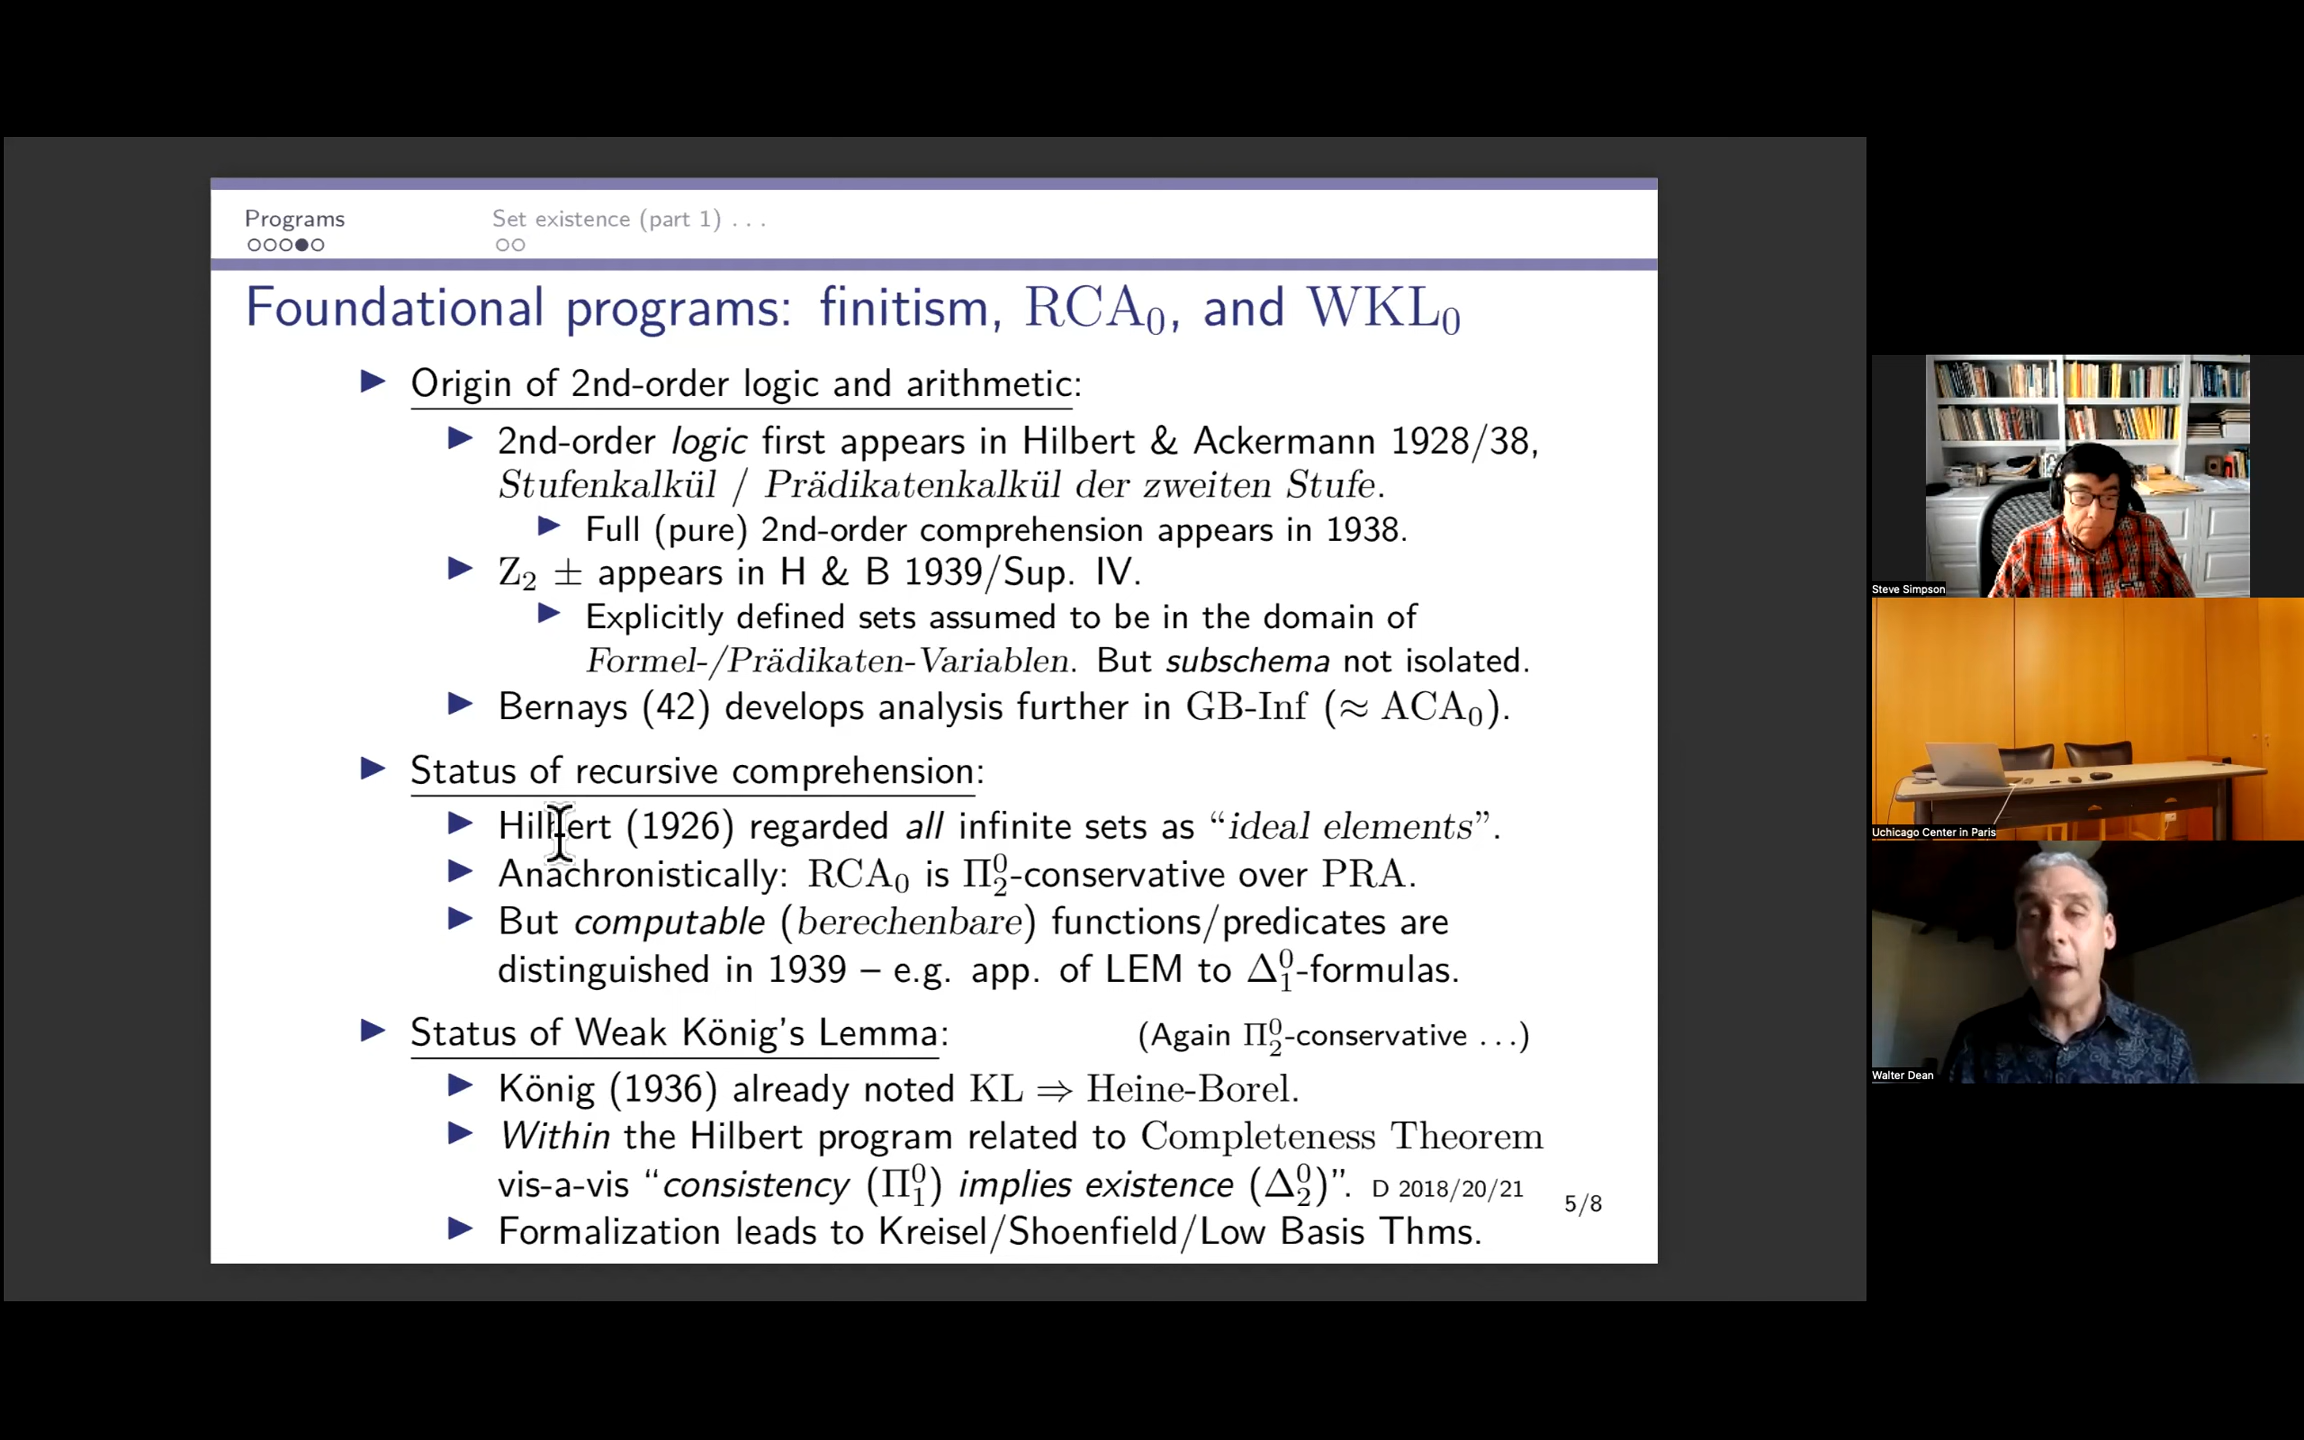 Programs
Set existence (part 1) . . .
Foundational programs: finitism, RCA₀, and WKL₀
Origin of 2nd-order logic and arithmetic:
2nd-order logic first appears in Hilbert & Ackermann 1928/38,
Stufenkalkül / Prädikatenkalkül der zweiten Stufe.
Full (pure) 2nd-order comprehension appears in 1938.
Z₂ ± appears in H & B 1939/Sup. IV.
Explicitly defined sets assumed to be in the domain of
Formel-/Prädikaten-Variablen. But subschema not isolated.
Bernays (42) develops analysis further in GB-Inf (≈ ACA₀).
Status of recursive comprehension:
Hilbert (1926) regarded all infinite sets as “ideal elements”.
Anachronistically: RCA₀ is Π⁰₂-conservative over PRA.
But computable (berechenbare) functions/predicates are
distinguished in 1939 – e.g. app. of LEM to Δ⁰₁-formulas.
Status of Weak König’s Lemma: (Again Π⁰₂-conservative . . .)
König (1936) already noted KL ⇒ Heine-Borel.
Within the Hilbert program related to Completeness Theorem
vis-a-vis “consistency (Π⁰₁) implies existence (Δ⁰₂)”. D 2018/20/21
5/8
Formalization leads to Kreisel/Shoenfield/Low Basis Thms.
Steve Simpson
Uchicago Center in Paris
Walter Dean